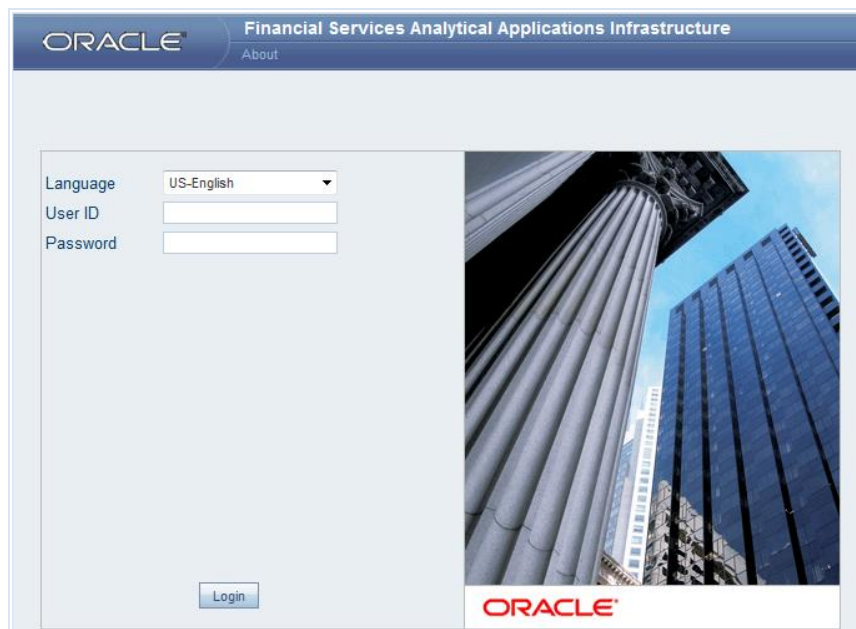 ORACLE
Financial Services Analytical Applications Infrastructure
About
Language
US-English
User ID
Password
Login
ORACLE